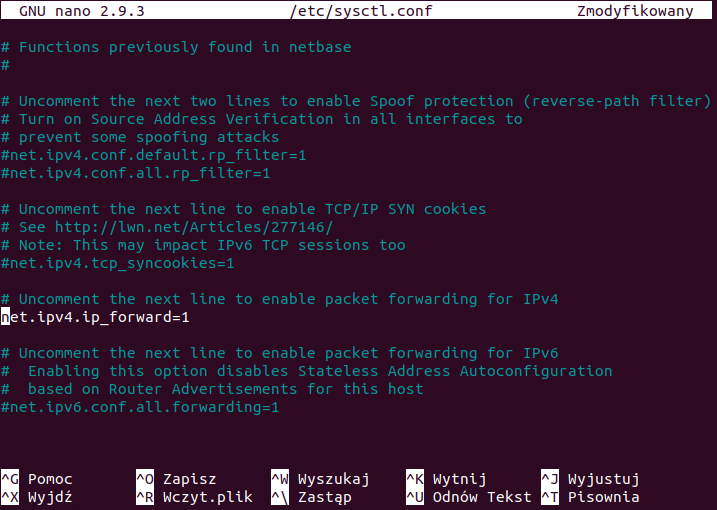 GNU nano 2.9.3 /etc/sysctl.conf Zmodyfikowany
# Functions previously found in netbase
#
# Uncomment the next two lines to enable Spoof protection (reverse-path filter)
# Turn on Source Address Verification in all interfaces to
# prevent some spoofing attacks
#net.ipv4.conf.default.rp_filter=1
#net.ipv4.conf.all.rp_filter=1
# Uncomment the next line to enable TCP/IP SYN cookies
# See http://lwn.net/Articles/277146/
# Note: This may impact IPv6 TCP sessions too
#net.ipv4.tcp_syncookies=1
# Uncomment the next line to enable packet forwarding for IPv4
net.ipv4.ip_forward=1
# Uncomment the next line to enable packet forwarding for IPv6
#  Enabling this option disables Stateless Address Autoconfiguration
#  based on Router Advertisements for this host
#net.ipv6.conf.all.forwarding=1
^G Pomoc ^O Zapisz ^W Wyszukaj ^K Wytnij ^J Wyjustuj
^X Wyjdź ^R Wczyt.plik ^\ Zastąp ^U Odnów Tekst ^T Pisownia